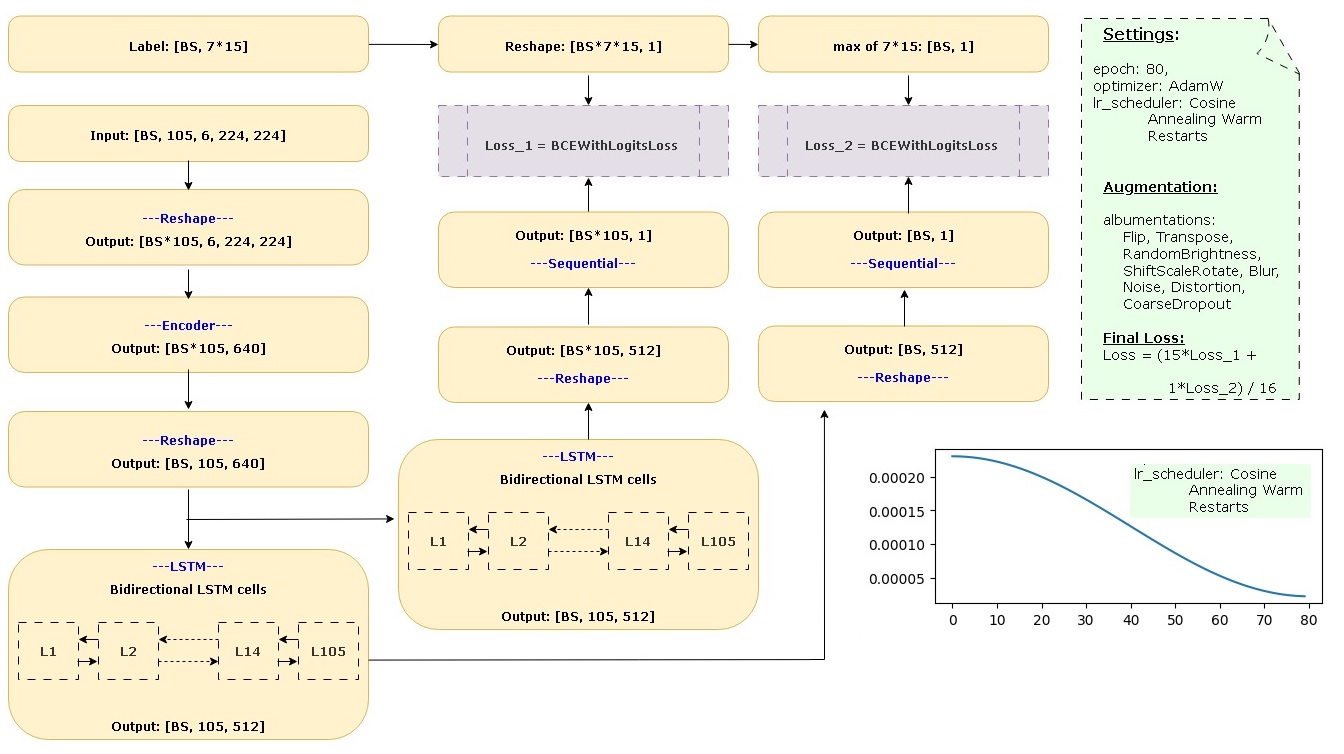 Label: [BS, 7*15]
Reshape: [BS*7*15, 1]
max of 7*15: [BS, 1]
Input: [BS, 105, 6, 224, 224]
Loss_1 = BCEWithLogitsLoss
Loss_2 = BCEWithLogitsLoss
---Reshape---
Output: [BS*105, 6, 224, 224]
Output: [BS*105, 1]
---Sequential---
Output: [BS, 1]
---Sequential---
---Encoder---
Output: [BS*105, 640]
Output: [BS*105, 512]
---Reshape---
Output: [BS, 512]
---Reshape---
---Reshape---
Output: [BS, 105, 640]
---LSTM---
Bidirectional LSTM cells
L1
L2
L14
L105
Output: [BS, 105, 512]
---LSTM---
Bidirectional LSTM cells
L1
L2
L14
L105
Output: [BS, 105, 512]
Settings:
epoch: 80,
optimizer: AdamW
lr_scheduler: Cosine
Annealing Warm
Restarts
Augmentation:
albumentations:
Flip, Transpose,
RandomBrightness,
ShiftScaleRotate, Blur,
Noise, Distortion,
CoarseDropout
Final Loss:
Loss = (15*Loss_1 +
1*Loss_2) / 16
lr_scheduler: Cosine
Annealing Warm
Restarts
0.00020
0.00015
0.00010
0.00005
0 10 20 30 40 50 60 70 80